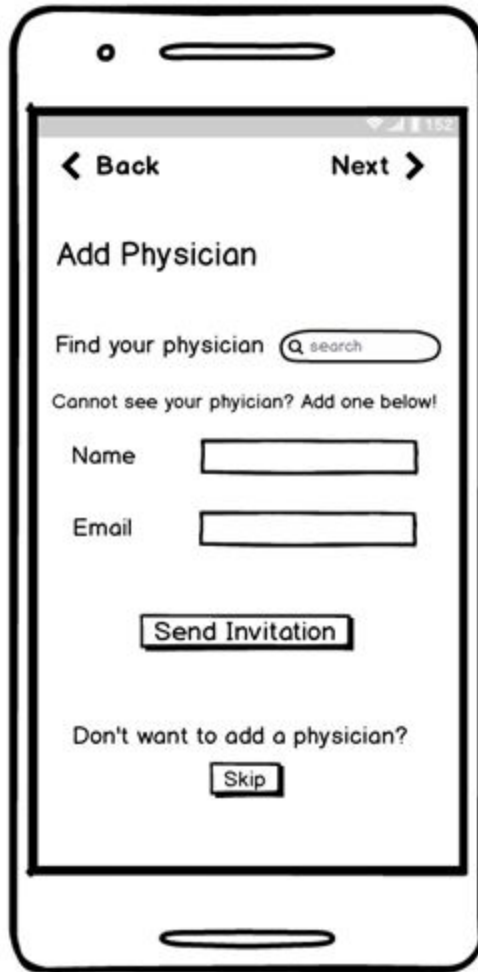 152
Back Next
Add Physician
Find your physician search
Cannot see your phyician? Add one below!
Name
Email
Send Invitation
Don't want to add a physician?
Skip